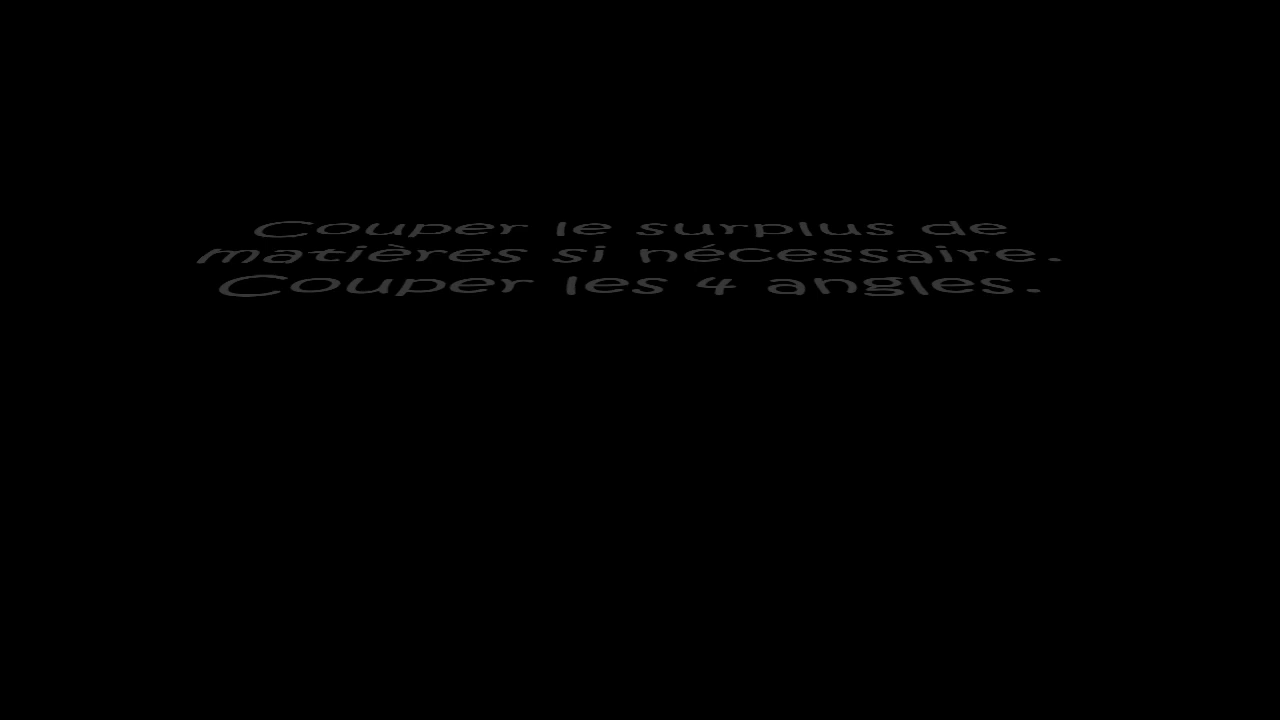 Couper le surplus de
matières si nécessaire.
Couper les 4 angles.